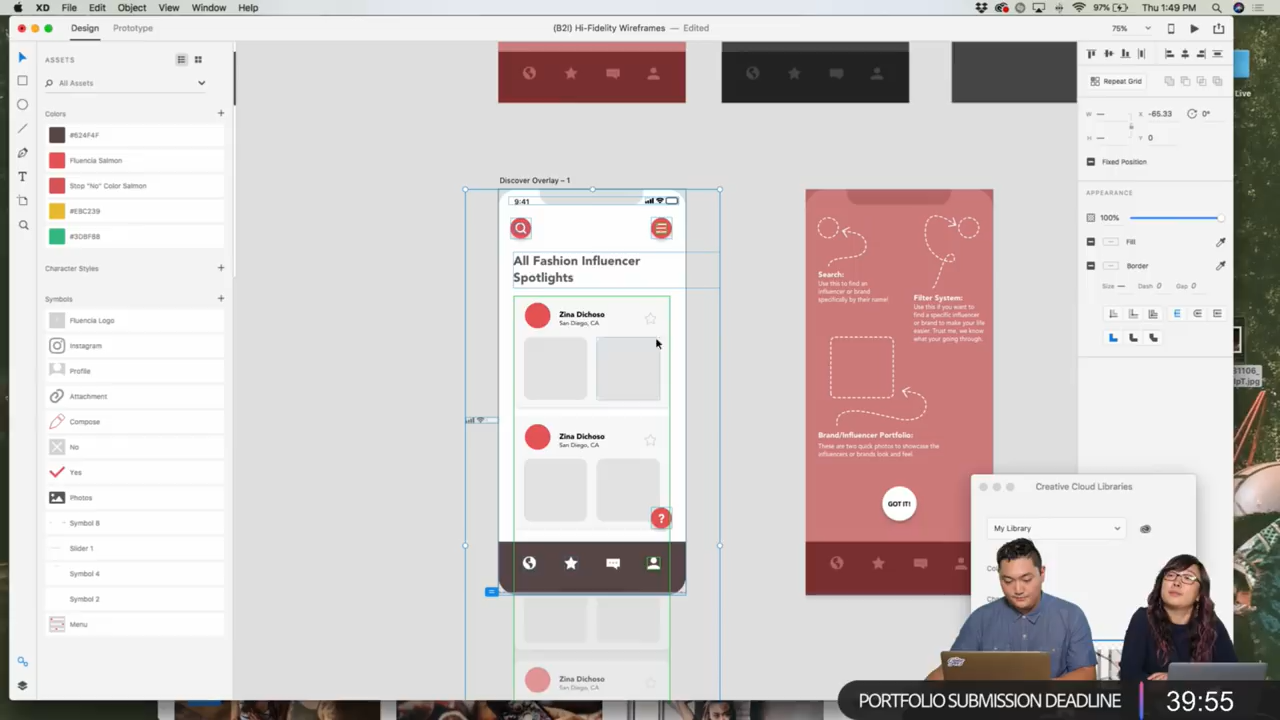 XD File Edit Object View Window Help
97% Thu 1:49 PM
Design Prototype
(B2I) Hi-Fidelity Wireframes – Edited
75%
ASSETS
All Assets
Colors
#624F4F
Fluencia Salmon
Stop "No" Color Salmon
#EBC239
#3DBF88
Character Styles
Symbols
Fluencia Logo
Instagram
Profile
Attachment
Compose
No
Yes
Photos
Symbol 8
Slider 1
Symbol 4
Symbol 2
Menu
Discover Overlay – 1
9:41
All Fashion Influencer
Spotlights
Zina Dichoso
San Diego, CA
Zina Dichoso
San Diego, CA
?
Zina Dichoso
San Diego, CA
Search:
Use this to find an
influencer or brand
specifically by their name!
Filter System:
Use this if you want to
find a specific influencer
or brand to make your life
easier. Trust me, we know
what your going through.
Brand/Influencer Portfolio:
These are two quick photos to showcase the
influencers or brands look and feel
GOT IT!
Repeat Grid
W — X -65.33 0°
H — Y 0
Fixed Position
APPEARANCE
100%
Fill
Border
Size — Dash 0 Gap 0
Live
Creative Cloud Libraries
My Library
PORTFOLIO SUBMISSION DEADLINE 39:55